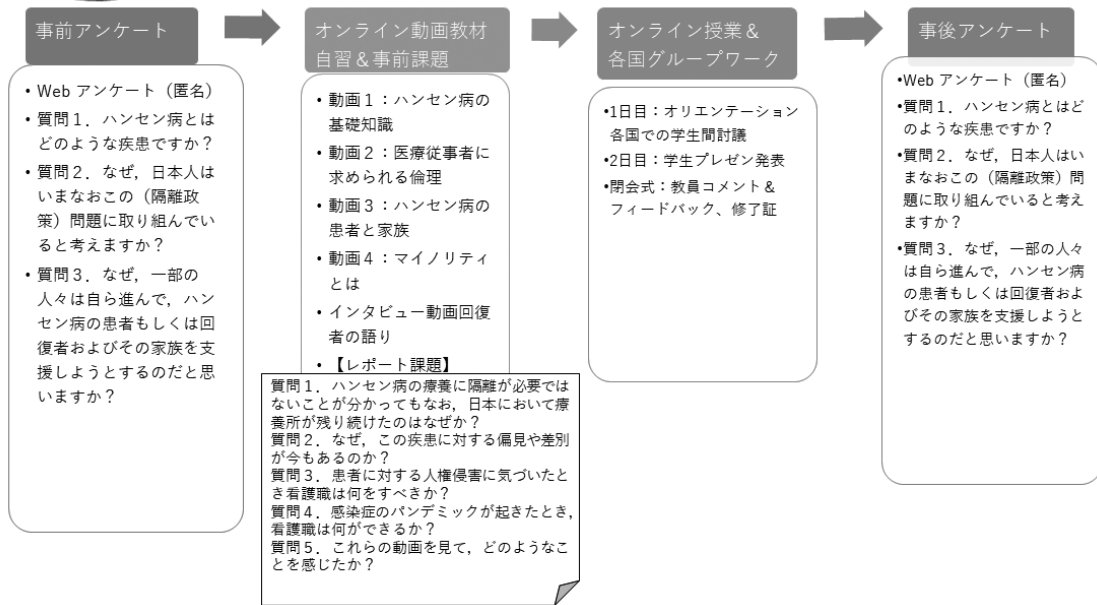 事前アンケート
• Web アンケート（匿名）
• 質問１．ハンセン病とは
どのような疾患ですか？
• 質問２．なぜ，日本人は
いまなおこの（隔離政
策）問題に取り組んでい
ると考えますか？
• 質問３．なぜ，一部の
人々は自ら進んで，ハン
セン病の患者もしくは回
復者およびその家族を支
援しようとするのだと思
いますか？
オンライン動画教材
自習＆事前課題
• 動画１：ハンセン病の
基礎知識
• 動画２：医療従事者に
求められる倫理
• 動画３：ハンセン病の
患者と家族
• 動画４：マイノリティ
とは
• インタビュー動画回復
者の語り
• 【レポート課題】
質問１．ハンセン病の療養に隔離が必要では
ないことが分かってもなお，日本において療
養所が残り続けたのはなぜか？
質問２．なぜ，この疾患に対する偏見や差別
が今もあるのか？
質問３．患者に対する人権侵害に気づいたと
き看護職は何をすべきか？
質問４．感染症のパンデミックが起きたとき，
看護職は何ができるか？
質問５．これらの動画を見て，どのようなこ
とを感じたか？
オンライン授業＆
各国グループワーク
•1日目：オリエンテーション
各国での学生間討議
•2日目：学生プレゼン発表
•閉会式：教員コメント＆
フィードバック、修了証
事後アンケート
•Web アンケート（匿名）
•質問１．ハンセン病とはど
のような疾患ですか？
•質問２．なぜ，日本人はい
まなおこの（隔離政策）問
題に取り組んでいると考え
ますか？
•質問３．なぜ，一部の人々
は自ら進んで，ハンセン病
の患者もしくは回復者およ
びその家族を支援しようと
するのだと思いますか？